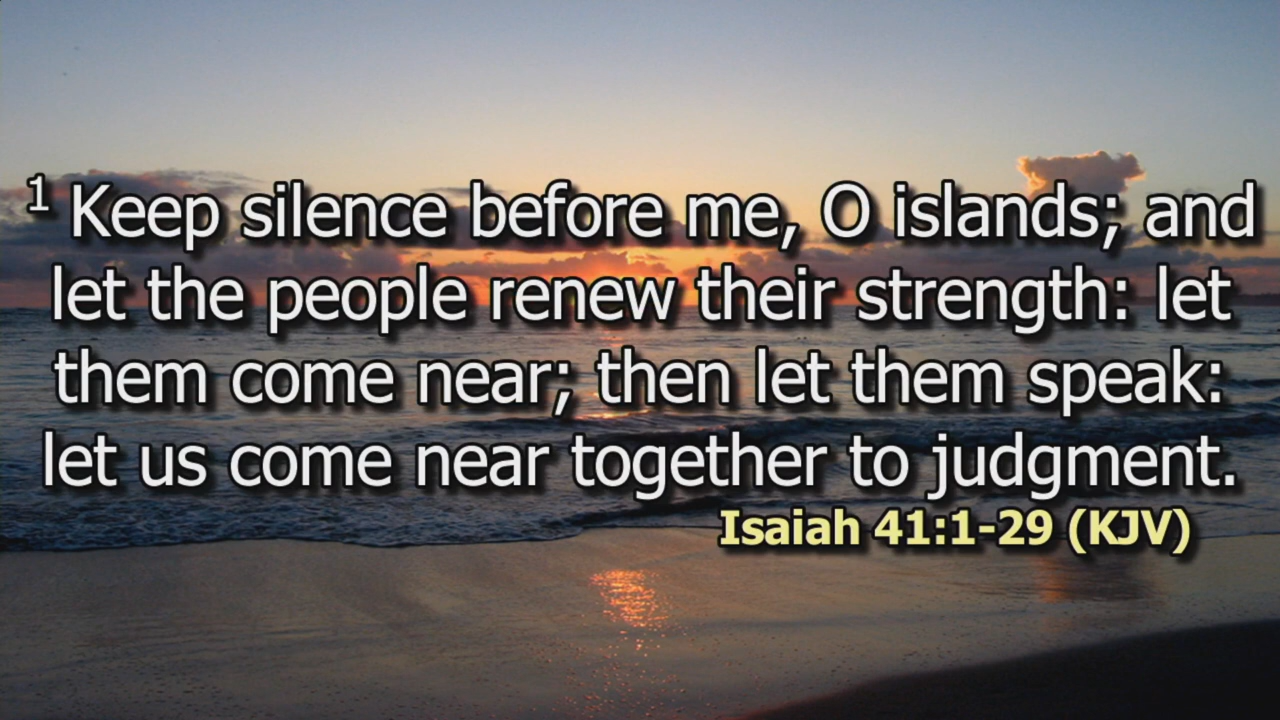 1 Keep silence before me, O islands; and
let the people renew their strength: let
them come near; then let them speak:
let us come near together to judgment.
Isaiah 41:1-29 (KJV)